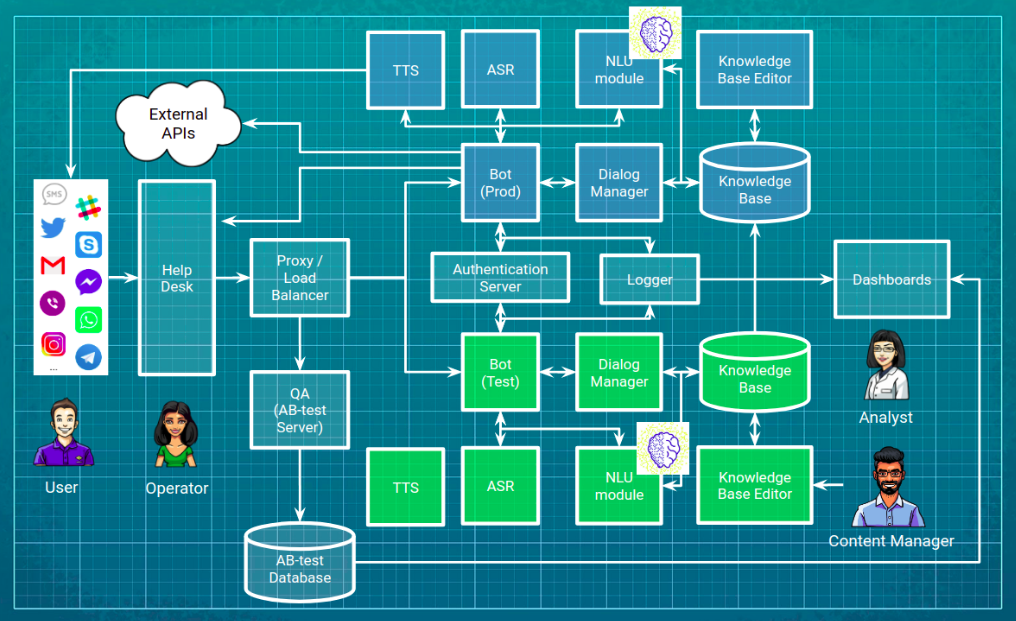 TTS
ASR
NLU
module
Knowledge
Base Editor
External
APIs
SMS
Bot
(Prod)
Dialog
Manager
Knowledge
Base
Help
Desk
Proxy /
Load
Balancer
Authentication
Server
Logger
Dashboards
Bot
(Test)
Dialog
Manager
Knowledge
Base
...
QA
(AB-test
Server)
Analyst
User
Operator
TTS
ASR
NLU
module
Knowledge
Base Editor
Content Manager
AB-test
Database